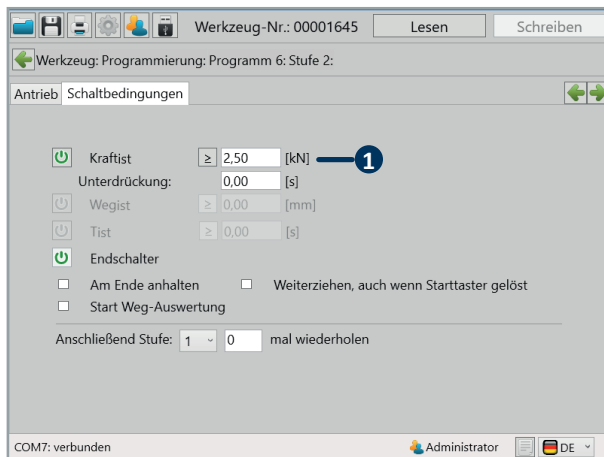 Werkzeug-Nr.: 00001645 Lesen Schreiben
Werkzeug: Programmierung: Programm 6: Stufe 2:
Antrieb Schaltbedingungen
Kraftist ≥ 2,50 [kN] 1
Unterdrückung: 0,00 [s]
Wegist ≥ 0,00 [mm]
Tist ≥ 0,00 [s]
Endschalter
Am Ende anhalten Weiterziehen, auch wenn Starttaster gelöst
Start Weg-Auswertung
Anschließend Stufe: 1 0 mal wiederholen
COM7: verbunden Administrator DE